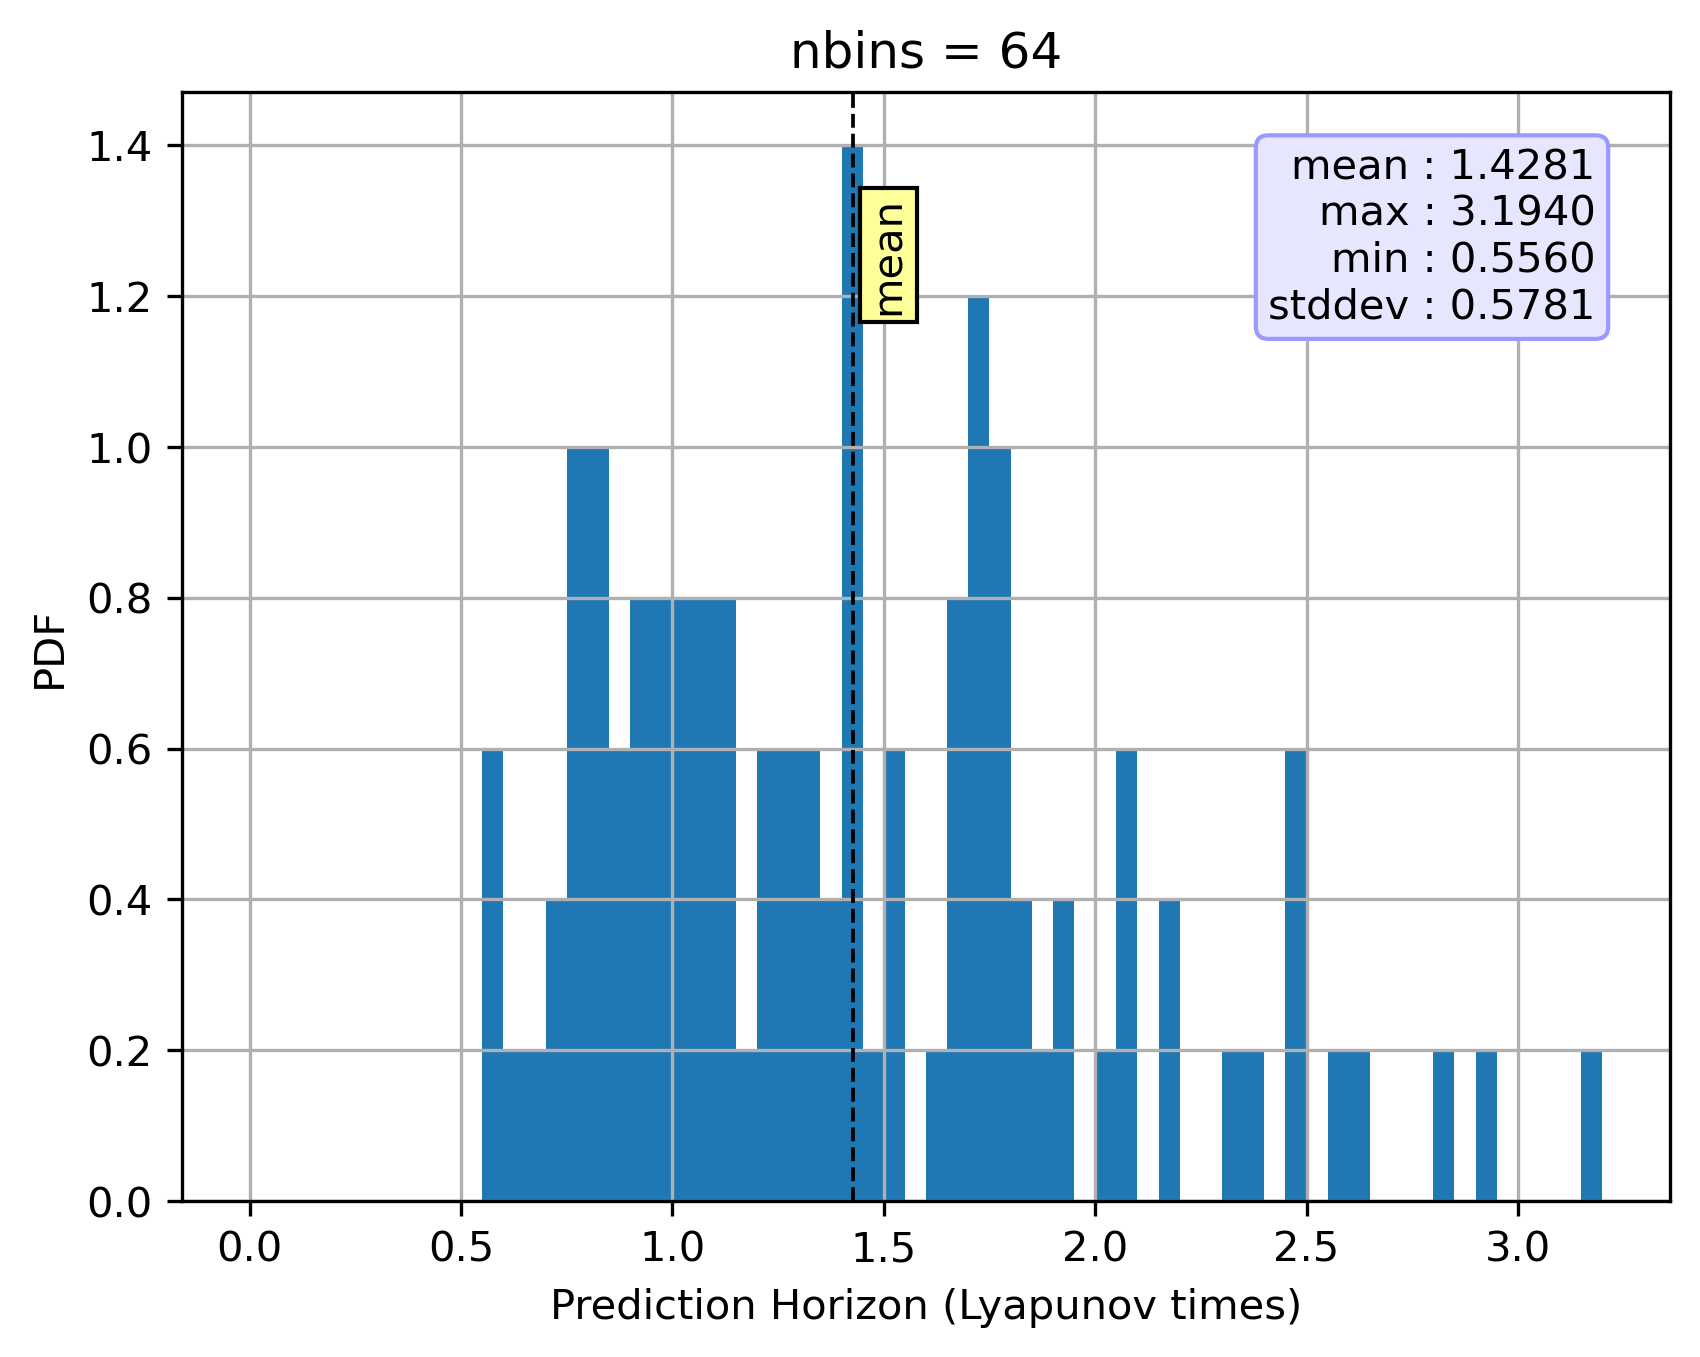 nbins = 64
mean : 1.4281
max : 3.1940
min : 0.5560
stddev : 0.5781
mean
PDF
1.4
1.2
1.0
0.8
0.6
0.4
0.2
0.0
0.0 0.5 1.0 1.5 2.0 2.5 3.0
Prediction Horizon (Lyapunov times)